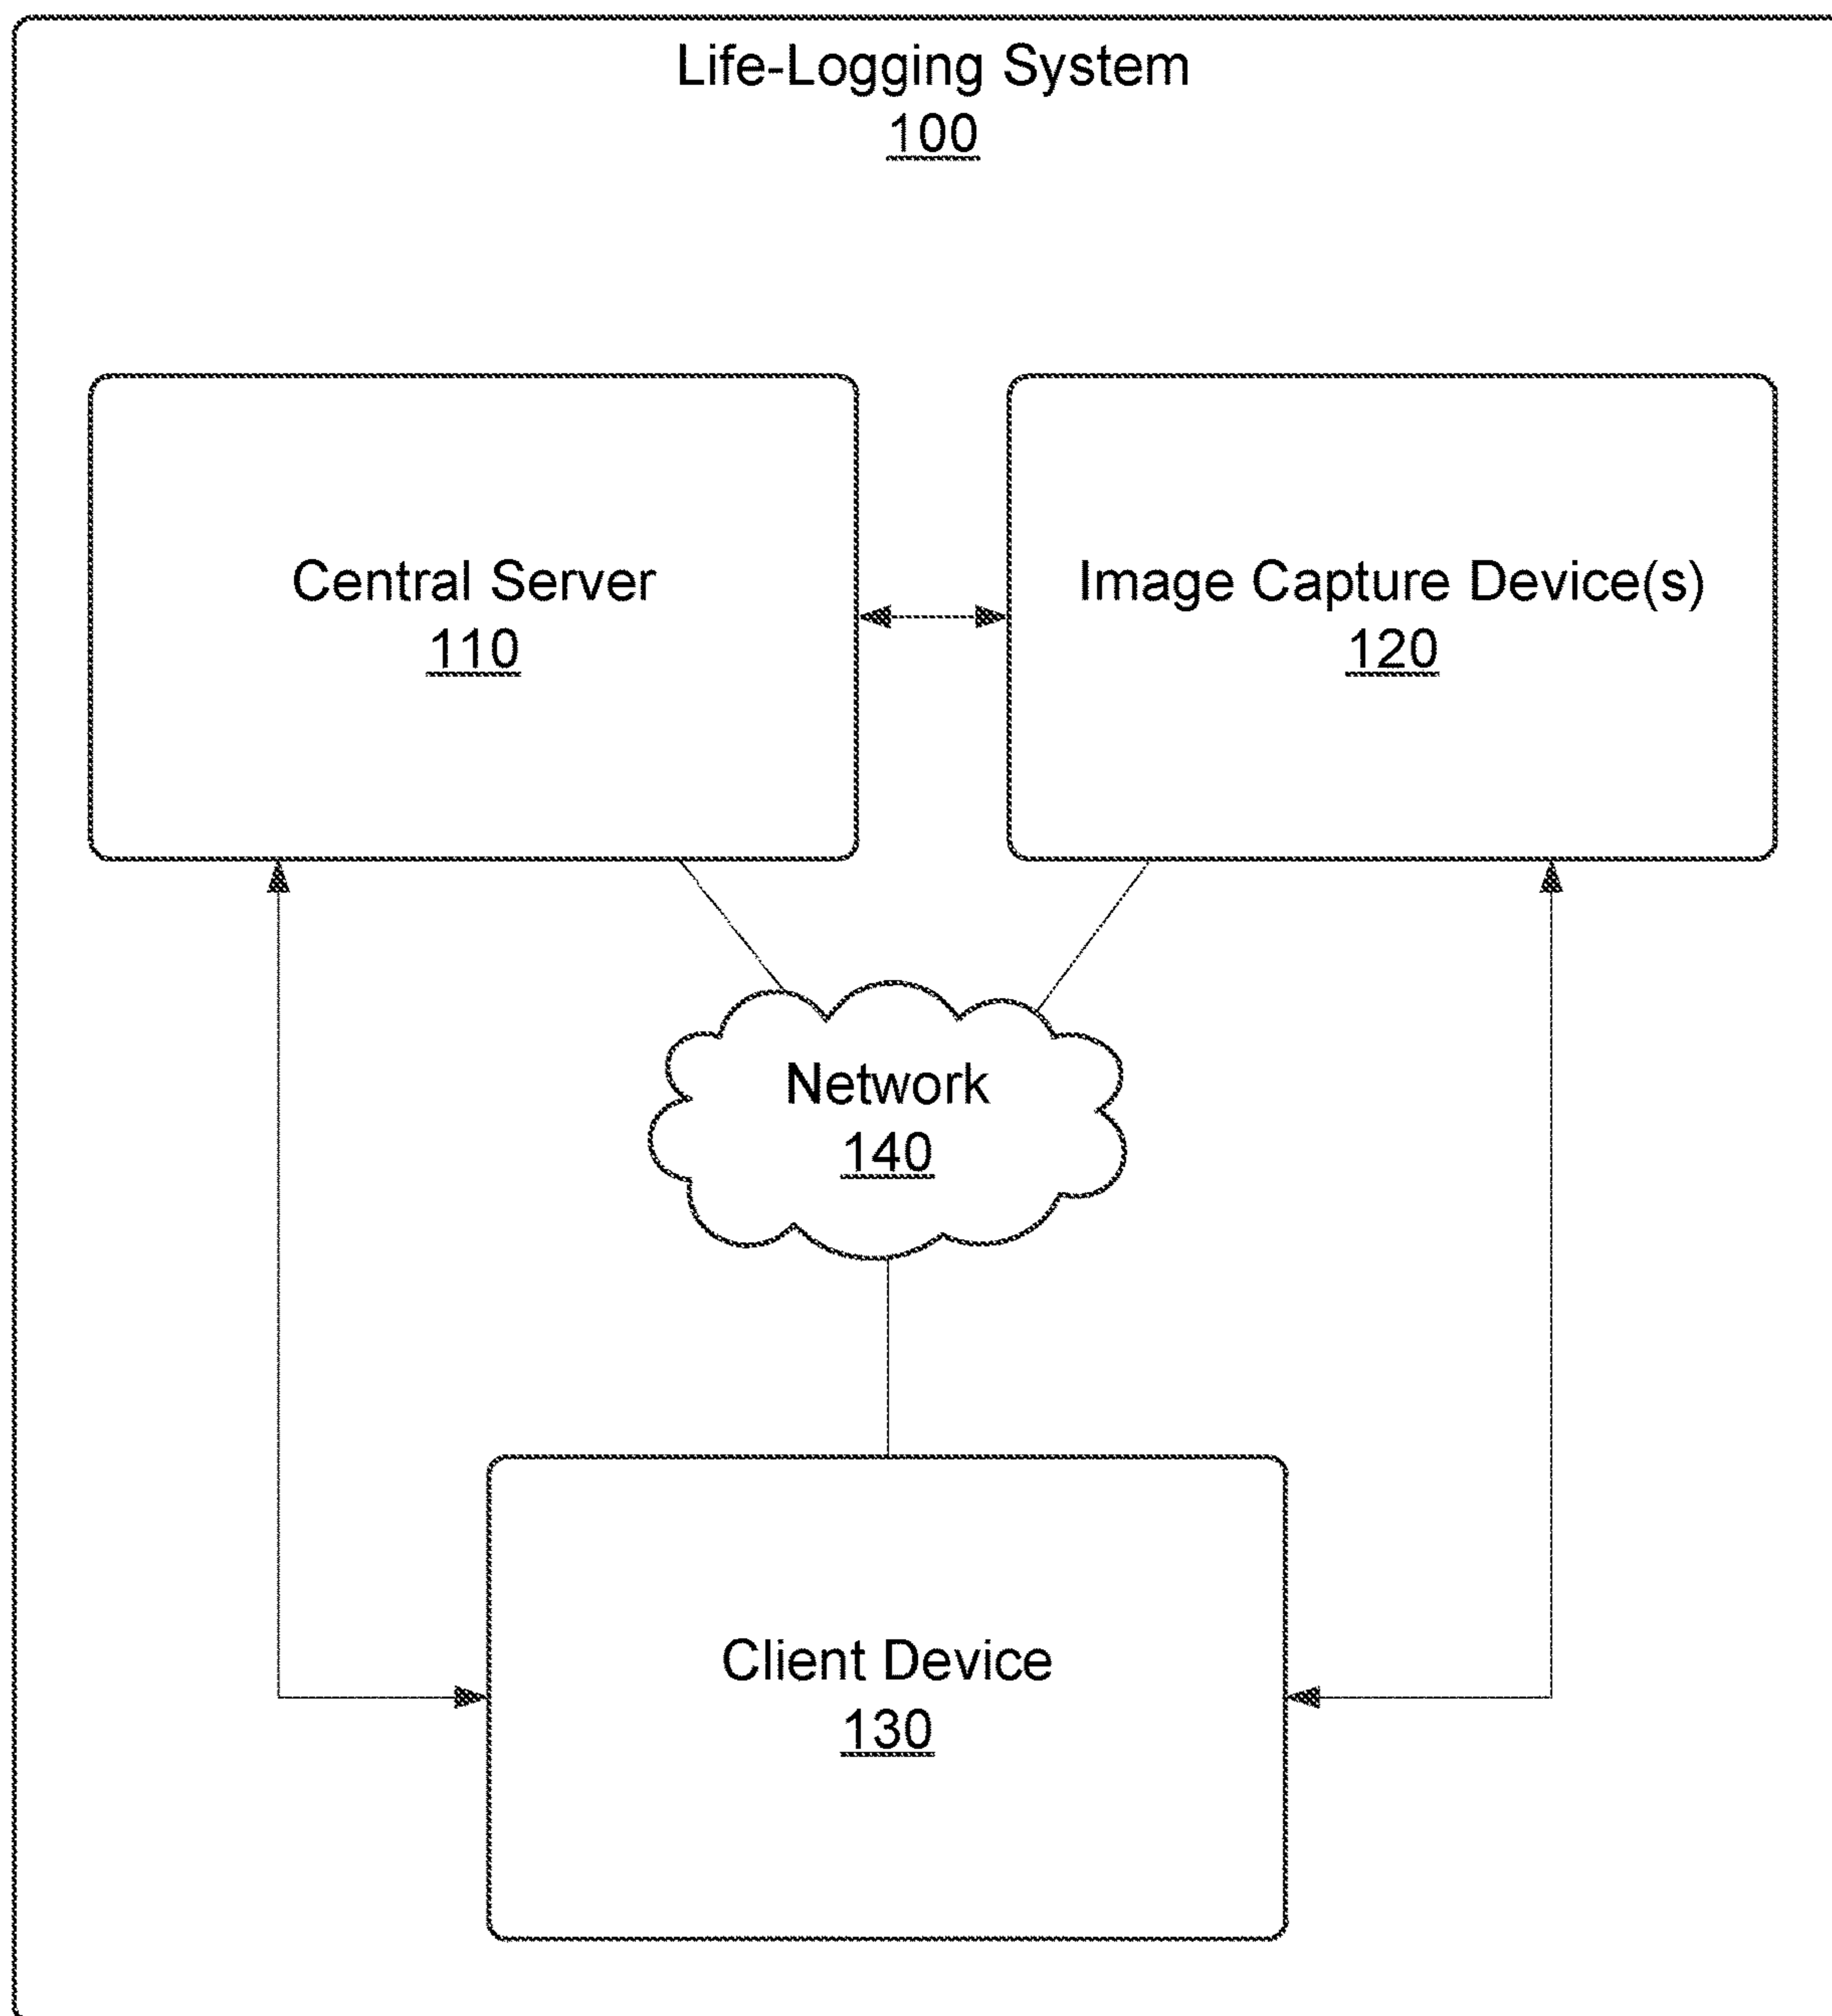 Life-Logging System
100
Central Server
110
Image Capture Device(s)
120
Network
140
Client Device
130